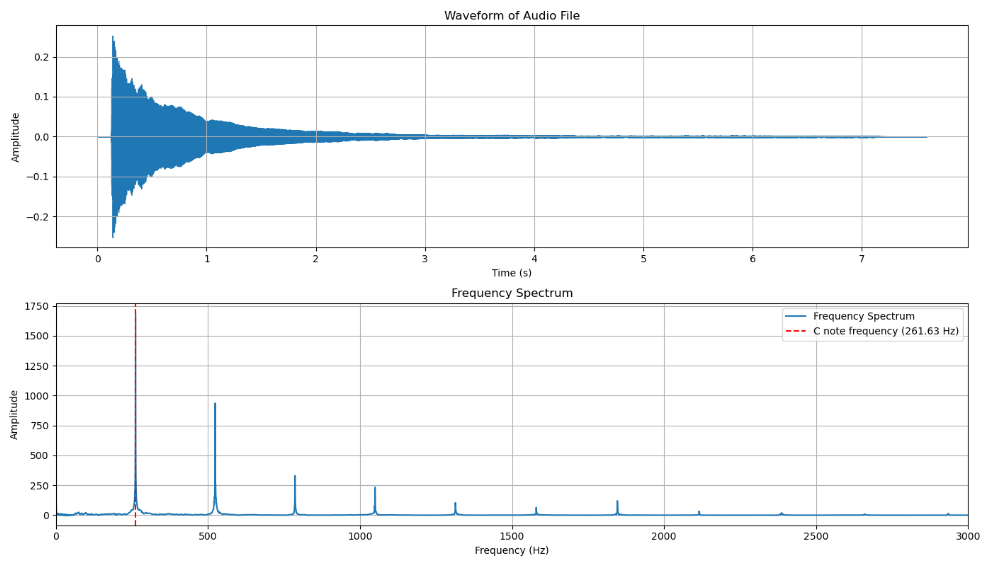 Waveform of Audio File
Amplitude
0.2
0.1
0.0
−0.1
−0.2
0 1 2 3 4 5 6 7
Time (s)
Frequency Spectrum
Amplitude
1750
1500
1250
1000
750
500
250
0
Frequency Spectrum
C note frequency (261.63 Hz)
0 500 1000 1500 2000 2500 3000
Frequency (Hz)